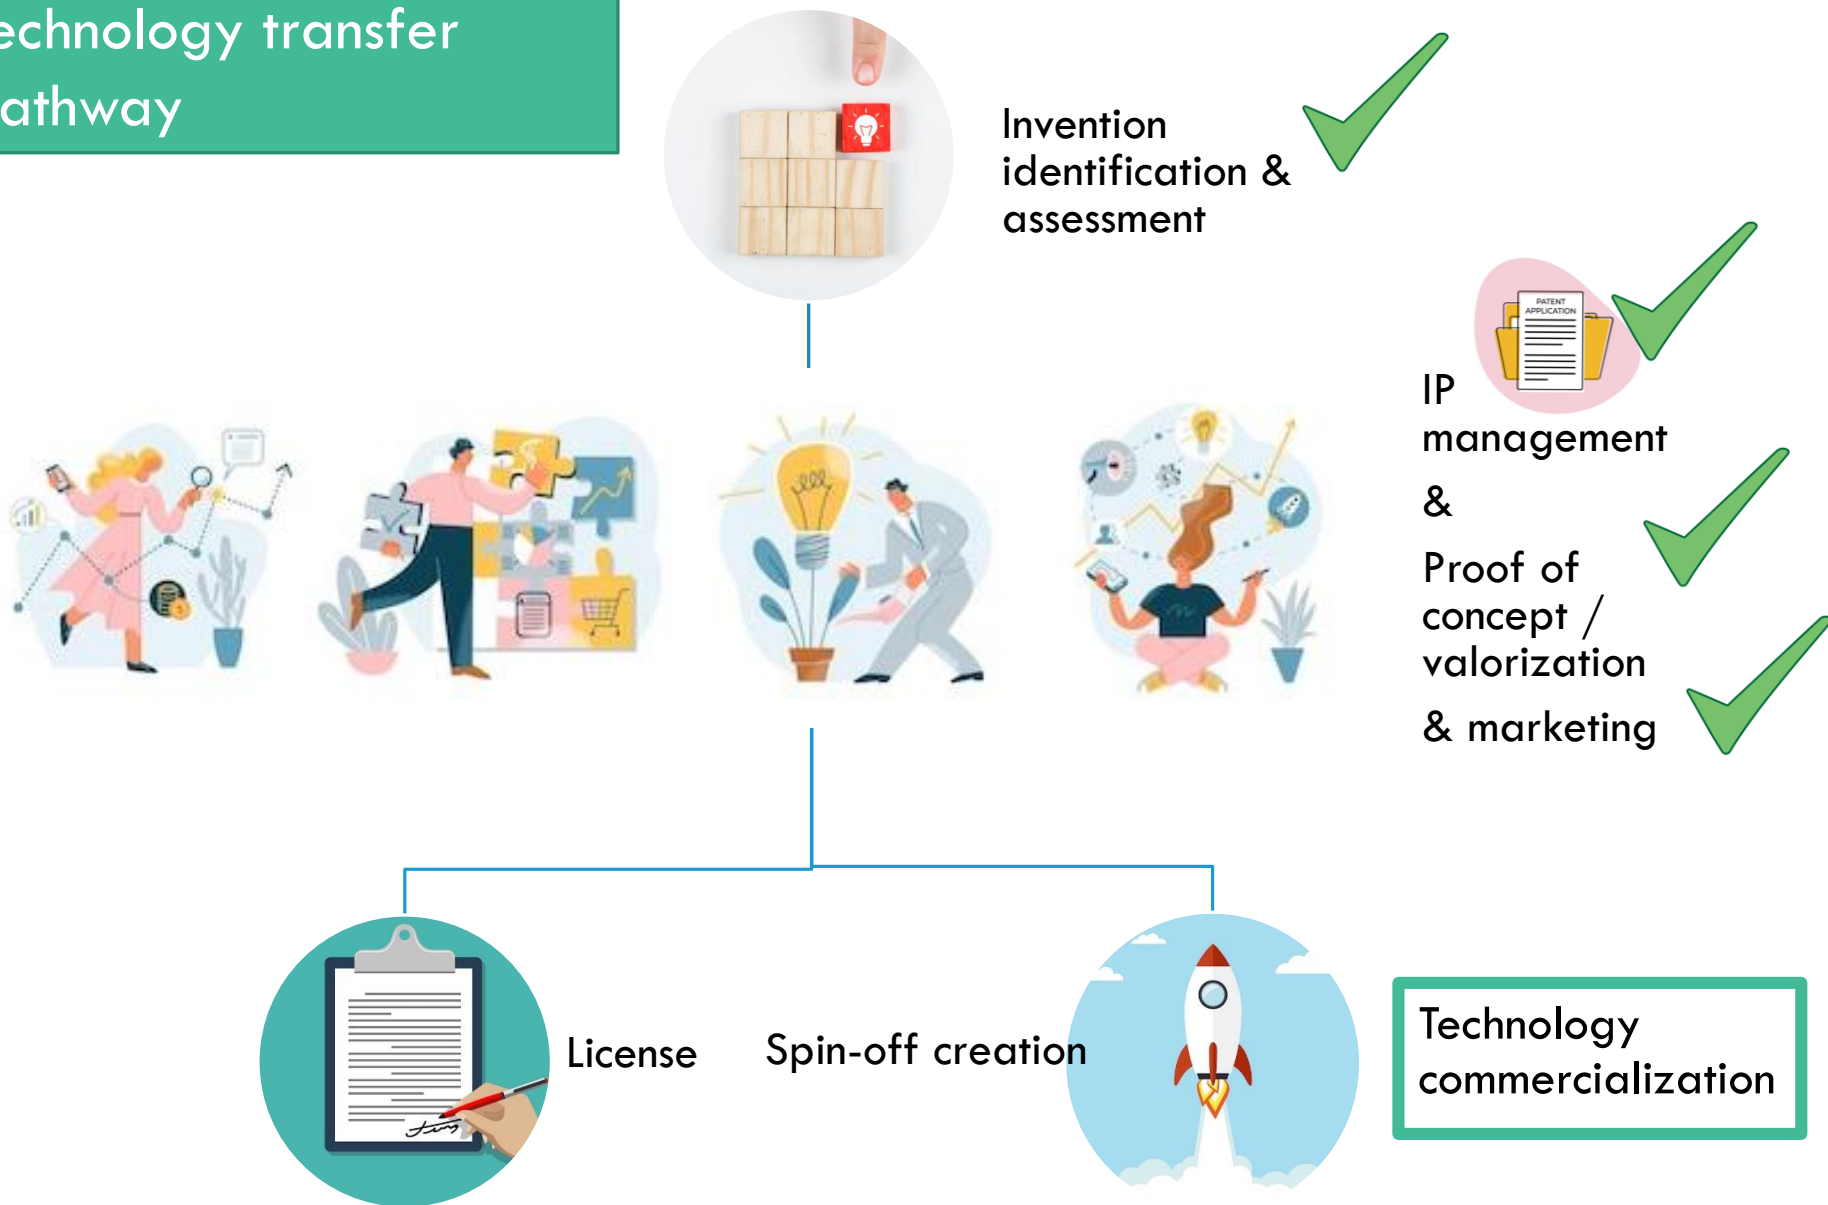 echnology transfer
athway
Invention
identification &
assessment
PATENT
APPLICATION
IP
management
&
Proof of
concept /
valorization
& marketing
License
Spin-off creation
Technology
commercialization